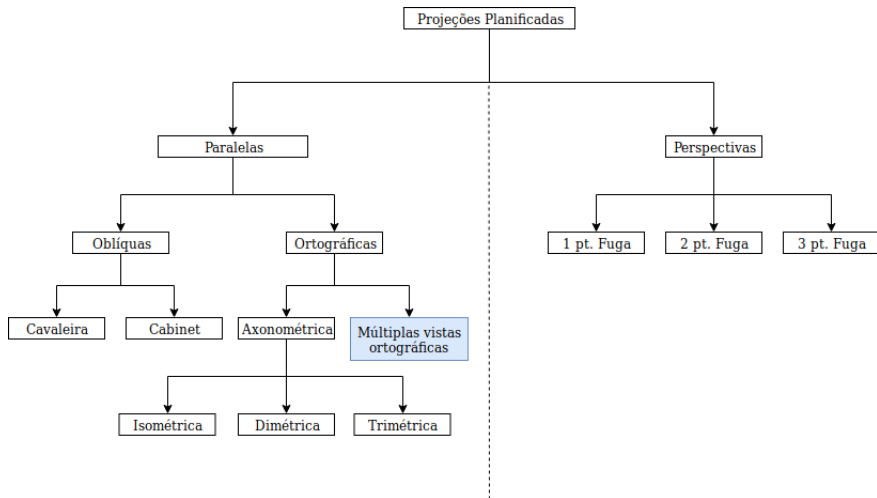 Projeções Planificadas
Paralelas
Perspectivas
Oblíquas
Ortográficas
1 pt. Fuga
2 pt. Fuga
3 pt. Fuga
Cavaleira
Cabinet
Axonométrica
Múltiplas vistas
ortográficas
Isométrica
Dimétrica
Trimétrica